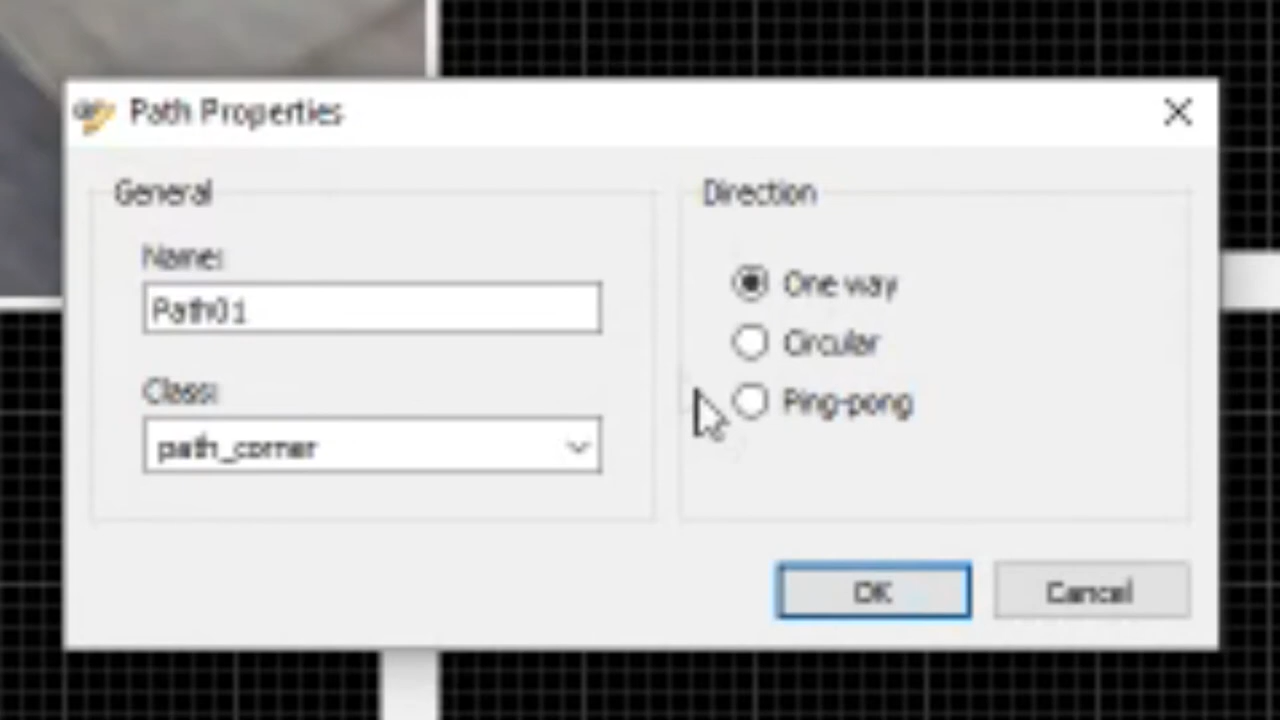 Path Properties
General
Name:
Path01
Class:
path_corner
Direction
One way
Circular
Ping-pong
OK
Cancel